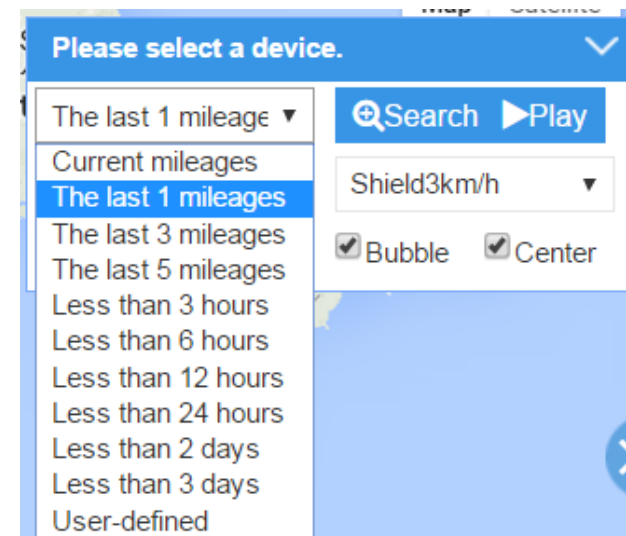 Map Satellite
Please select a device.
The last 1 mileage
Search Play
Current mileages
The last 1 mileages
The last 3 mileages
The last 5 mileages
Less than 3 hours
Less than 6 hours
Less than 12 hours
Less than 24 hours
Less than 2 days
Less than 3 days
User-defined
Shield3km/h
Bubble Center